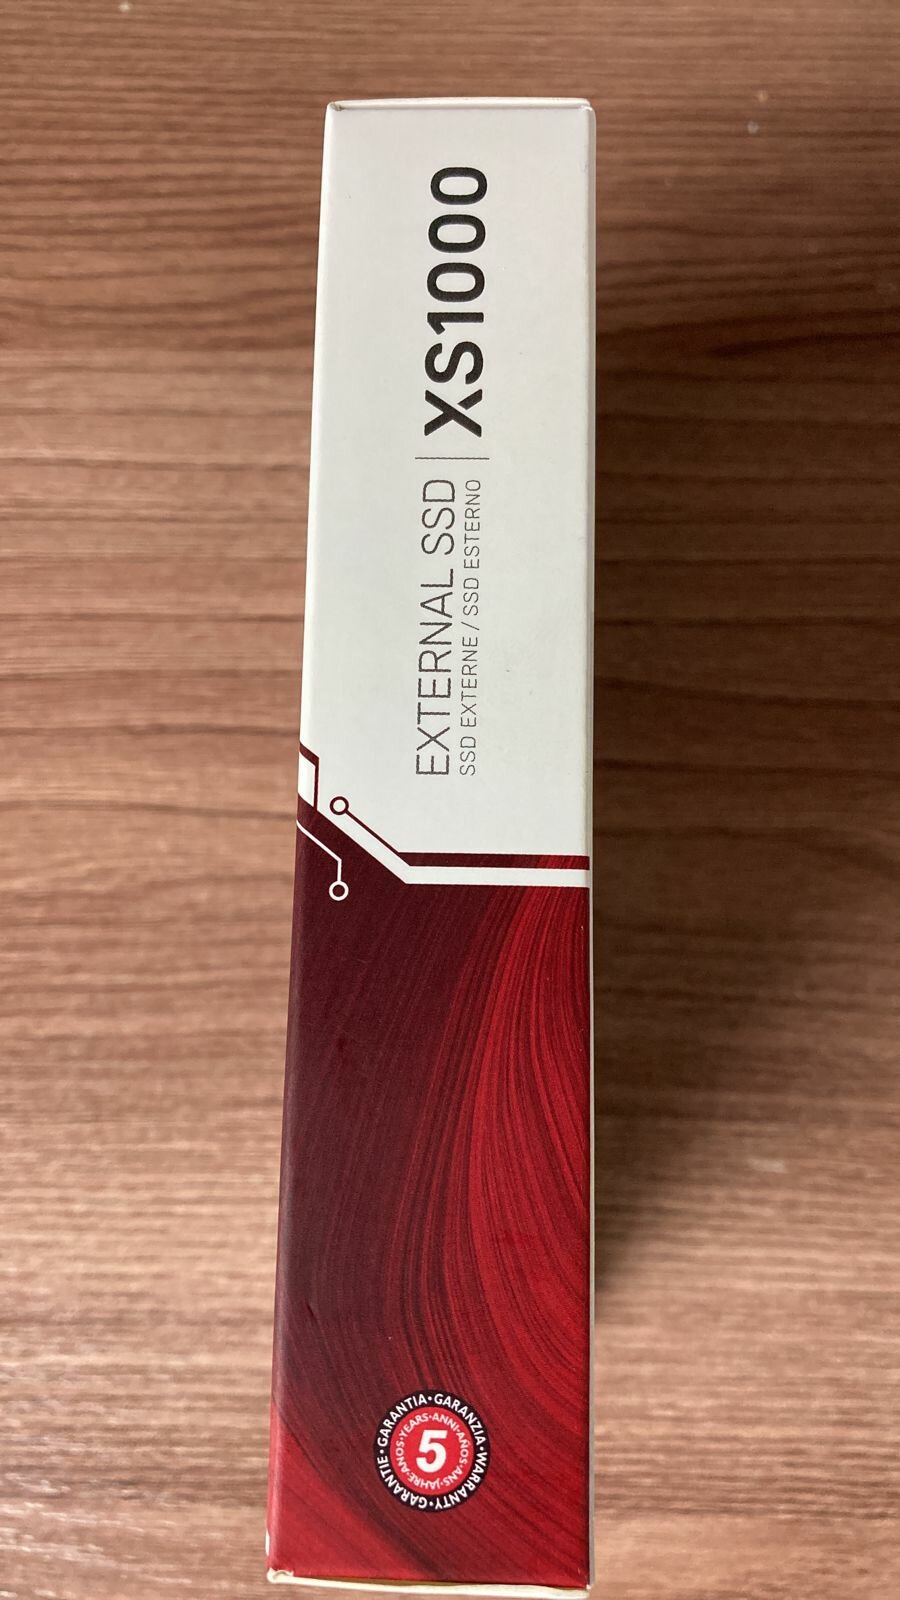 EXTERNAL SSD
SSD EXTERNE / SSD ESTERNO
XS1000
GARANTIA • GARANZIA • WARRANTY • GARANTIE •
YEARS • ANNI • AÑOS • ANS • JAHRE • ANOS •
5